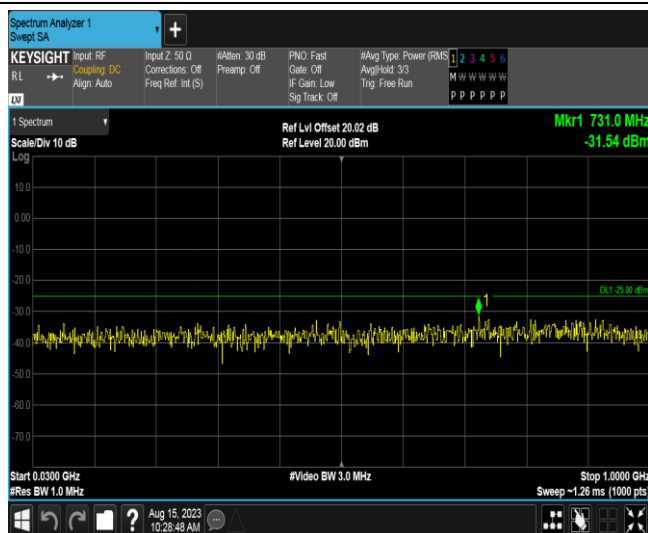 Spectrum Analyzer 1
Swept SA
KEYSIGHT
RL
LXI
Input: RF
Coupling: DC
Align: Auto
Input Z: 50 Ω
Corrections: Off
Freq Ref: Int (S)
#Atten: 30 dB
Preamp: Off
PNO: Fast
Gate: Off
IF Gain: Low
Sig Track: Off
#Avg Type: Power (RMS
Avg|Hold: 3/3
Trig: Free Run
1 2 3 4 5 6
M W W W W W
P P P P P P
1 Spectrum
Scale/Div 10 dB
Ref Lvl Offset 20.02 dB
Ref Level 20.00 dBm
Mkr1 731.0 MHz
-31.54 dBm
Log
10.0
0.00
-10.0
-20.0
DL1 -25.00 dBm
1
-30.0
-40.0
-50.0
-60.0
-70.0
Start 0.0300 GHz
#Res BW 1.0 MHz
#Video BW 3.0 MHz
Stop 1.0000 GHz
Sweep ~1.26 ms (1000 pts)
?
Aug 15, 2023
10:28:48 AM